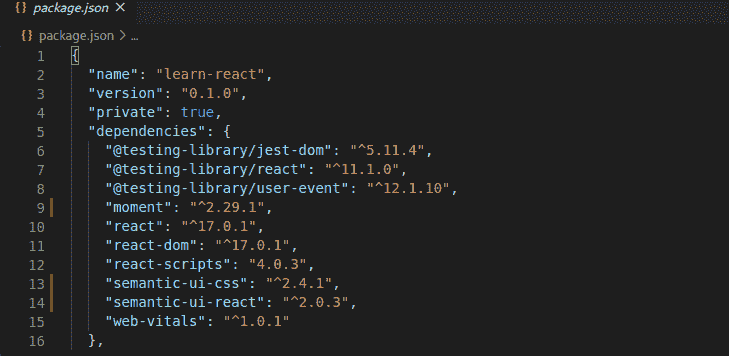 {} package.json ×
{} package.json > ...
1 {
2 "name": "learn-react",
3 "version": "0.1.0",
4 "private": true,
5 "dependencies": {
6 "@testing-library/jest-dom": "^5.11.4",
7 "@testing-library/react": "^11.1.0",
8 "@testing-library/user-event": "^12.1.10",
9 "moment": "^2.29.1",
10 "react": "^17.0.1",
11 "react-dom": "^17.0.1",
12 "react-scripts": "4.0.3",
13 "semantic-ui-css": "^2.4.1",
14 "semantic-ui-react": "^2.0.3",
15 "web-vitals": "^1.0.1"
16 },